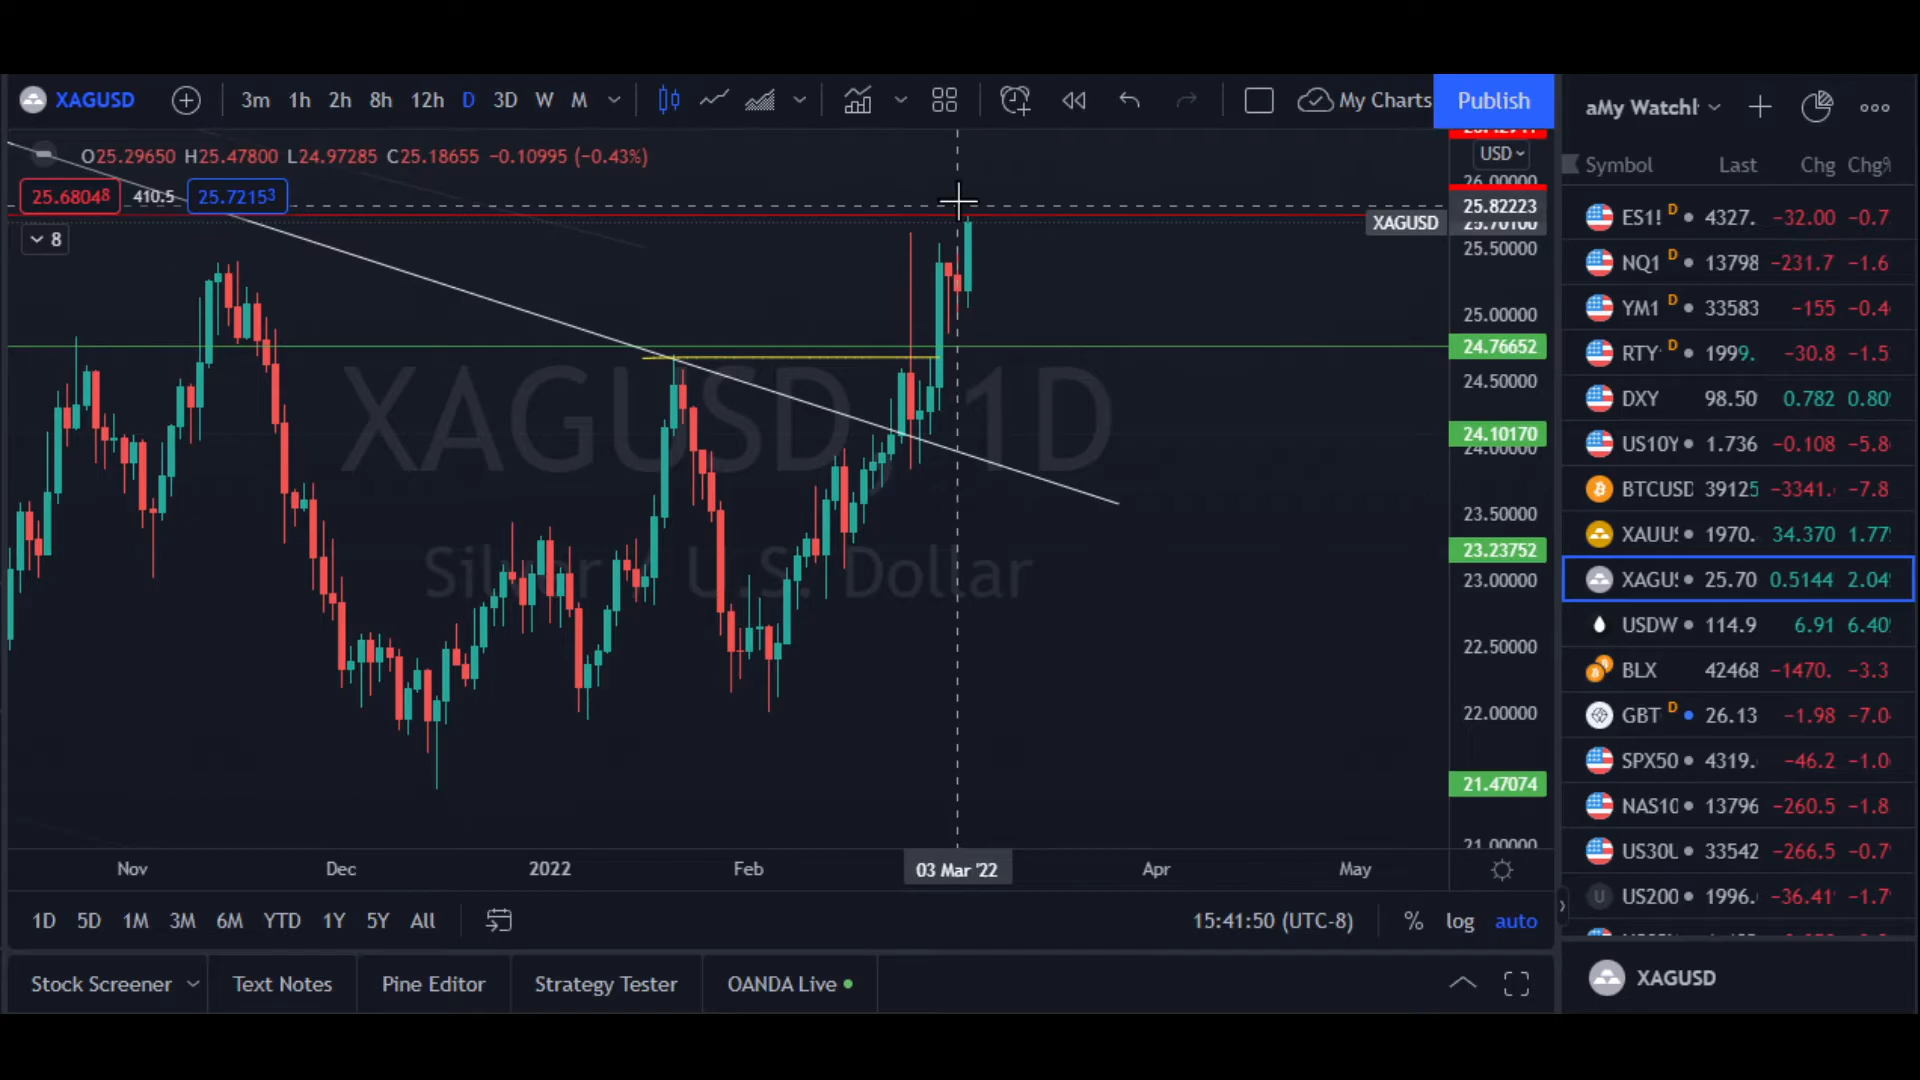 XAGUSD 3m 1h 2h 8h 12h D 3D W M My Charts Publish
aMy Watchl
O25.29650 H25.47800 L24.97285 C25.18655 −0.10995 (−0.43%)
USD
Symbol Last Chg Chg%
26.00000
25.68048 410.5 25.72153
25.82223
XAGUSD
25.50000
8
25.00000
24.76652
24.50000
24.10170
24.00000
23.50000
23.23752
23.00000
22.50000
22.00000
21.47074
21.00000
XAGUSD, 1D
Silver / U.S. Dollar
ES1! D 4327. −32.00 −0.7
NQ1 D 13798 −231.7 −1.6
YM1 D 33583 −155 −0.4
RTY D 1999. −30.8 −1.5
DXY 98.50 0.782 0.80
US10Y 1.736 −0.108 −5.8
BTCUSD 39125 −3341. −7.8
XAUU 1970. 34.370 1.77
XAGU 25.70 0.5144 2.04
USDW 114.9 6.91 6.40
BLX 42468 −1470. −3.3
GBT D 26.13 −1.98 −7.0
SPX50 4319. −46.2 −1.0
NAS10 13796 −260.5 −1.8
US30 33542 −266.5 −0.7
US200 1996. −36.41 −1.7
Nov Dec 2022 Feb 03 Mar '22 Apr May
1D 5D 1M 3M 6M YTD 1Y 5Y All 15:41:50 (UTC-8) % log auto
Stock Screener Text Notes Pine Editor Strategy Tester OANDA Live
XAGUSD